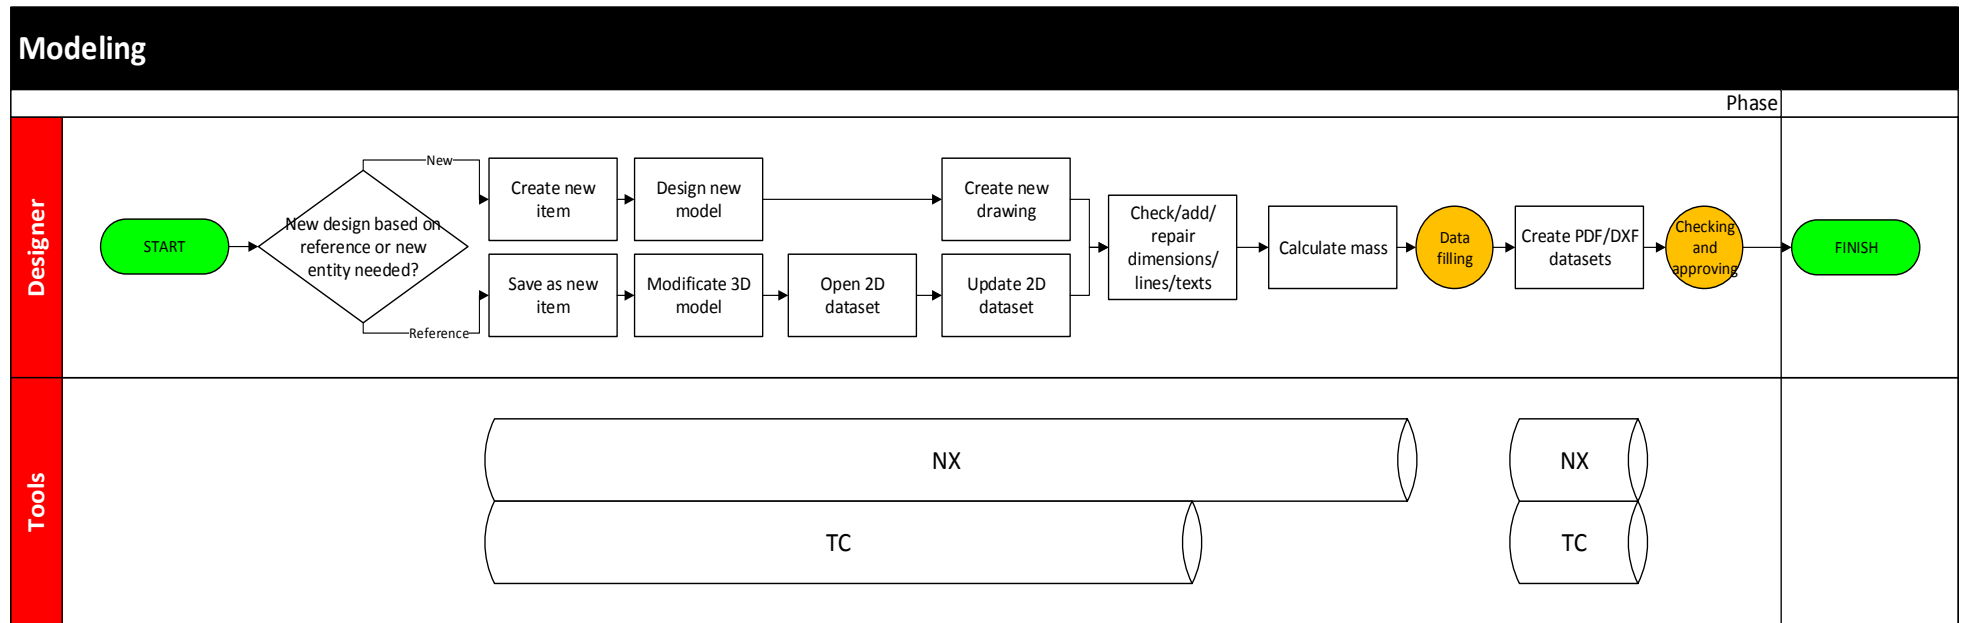 Modeling
Phase
Designer
START
New design based on
reference or new
entity needed?
New
Reference
Create new
item
Design new
model
Create new
drawing
Save as new
item
Modificate 3D
model
Open 2D
dataset
Update 2D
dataset
Check/add/
repair
dimensions/
lines/texts
Calculate mass
Data
filling
Create PDF/DXF
datasets
Checking
and
approving
FINISH
Tools
NX
NX
TC
TC